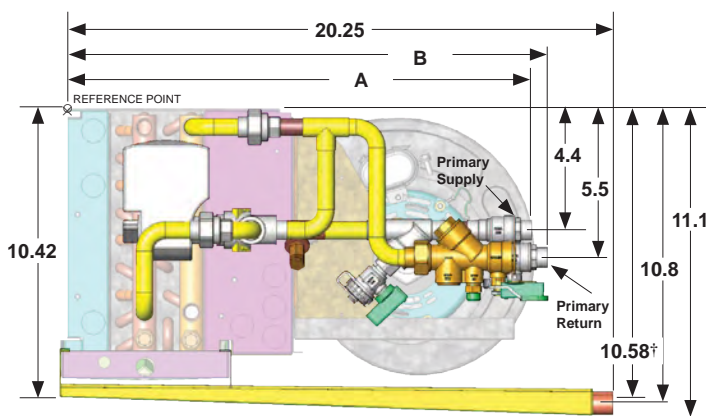 20.25
B
A
REFERENCE POINT
Primary
Supply
4.4
5.5
10.42
11.1
10.8
Primary
Return
10.58†